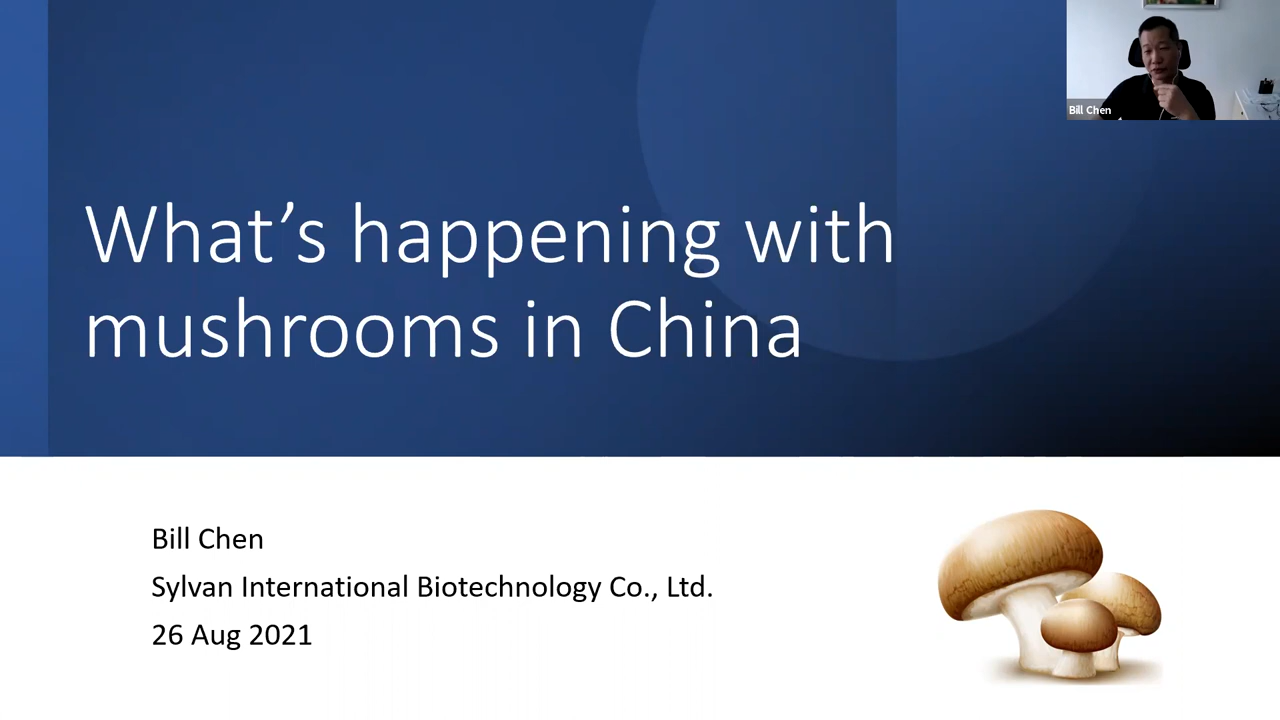 Bill Chen
What’s happening with
mushrooms in China
Bill Chen
Sylvan International Biotechnology Co., Ltd.
26 Aug 2021